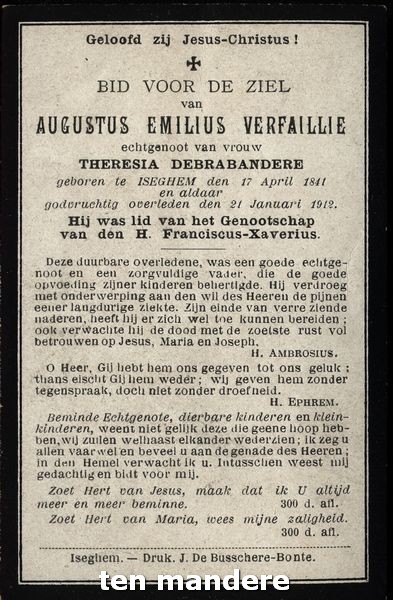 Geloofd zij Jesus-Christus !
BID VOOR DE ZIEL
van
AUGUSTUS EMILIUS VERFAILLIE
echtgenoot van vrouw
THERESIA DEBRABANDERE
geboren te ISEGHEM den 17 April 1841
en aldaar
godvruchtig overleden den 21 Januari 1912.
Hij was lid van het Genootschap
van den H. Franciscus-Xaverius.
Deze duurbare overledene, was een goede echtge-
noot en een zorgvuldige vader, die de goede
opvoeding zijner kinderen behertigde. Hij verdroeg
met onderwerping aan den wil des Heeren de pijnen
eener langdurige ziekte. Van verre ziende
naderen, heeft hij er zich wel toe kunnen bereiden ;
ook verwachte hij de dood met de zoetste rust vol
betrouwen op Jesus, Maria en Joseph.
H. AMBROSIUS.
O Heer, Gij hebt hem ons gegeven tot ons geluk ;
thans eischt Gij hem weder ; wij geven hem zonder
tegenspraak, doch niet zonder droefheid.
H. EPHREM.
Beminde Echtgenote, dierbare kinderen en klein-
kinderen, weent niet gelijk deze die geene hoop heb-
ben, wij zullen welhaast elkander wederzien ; ik zeg u
allen vaarwel en beveel u aan de genade des Heeren ;
in den Hemel verwacht ik u. Intusschen weest mij
gedachtig en bidt voor mij.
Zoet Hert van Jesus, maak dat ik U altijd
meer en meer beminne. 300 d. afl.
Zoet Hert van Maria, wees mijne zaligheid.
300 d. afl.
Iseghem. — Druk. J. De Busschere-Bonte.
ten mandere